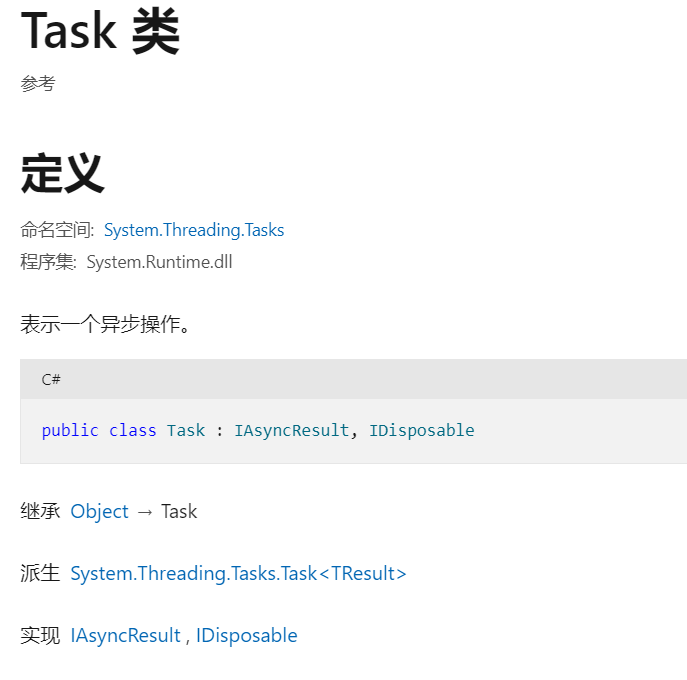 Task 类
参考
定义
命名空间: System.Threading.Tasks
程序集: System.Runtime.dll
表示一个异步操作。
C#
public class Task : IAsyncResult, IDisposable
继承 Object → Task
派生 System.Threading.Tasks.Task<TResult>
实现 IAsyncResult , IDisposable